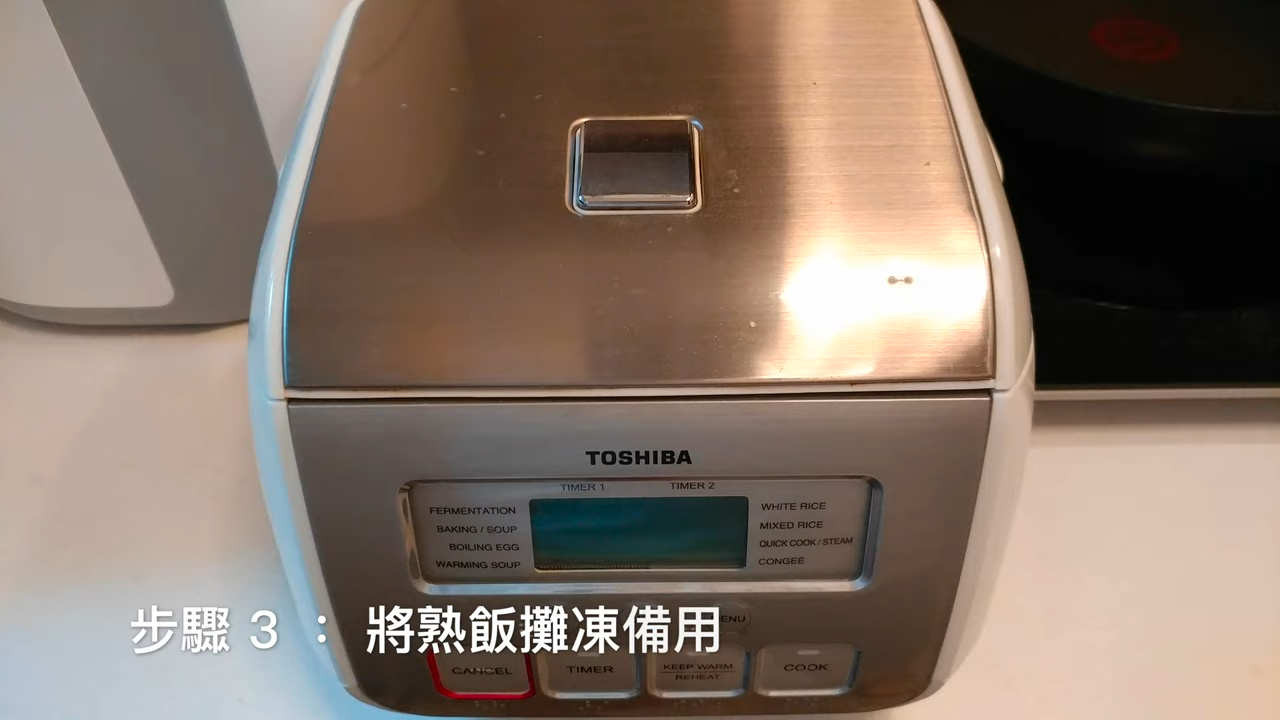 TOSHIBA
TIMER 1 TIMER 2
FERMENTATION
BAKING / SOUP
BOILING EGG
WARMING SOUP
WHITE RICE
MIXED RICE
QUICK COOK / STEAM
CONGEE
步驟 3 : 將熟飯攤凍備用
CANCEL
TIMER
KEEP WARM
REHEAT
COOK